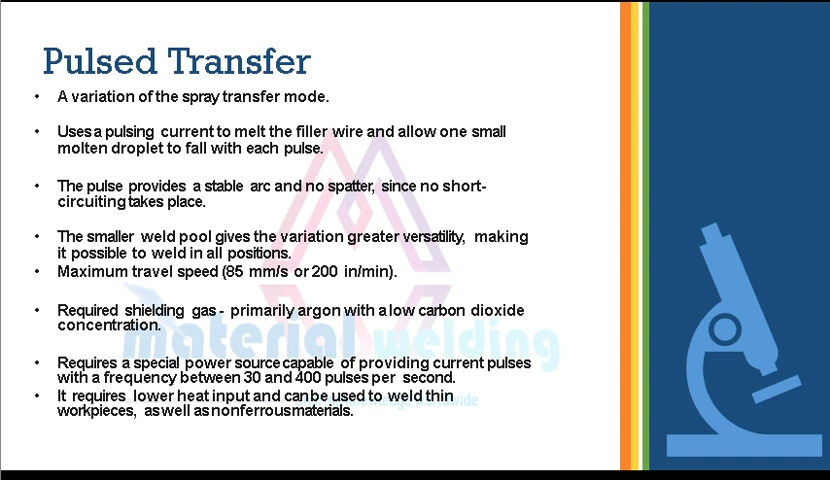 Pulsed Transfer
• A variation of the spray transfer mode.
• Uses a pulsing current to melt the filler wire and allow one small
molten droplet to fall with each pulse.
• The pulse provides a stable arc and no spatter, since no short-
circuiting takes place.
• The smaller weld pool gives the variation greater versatility, making
it possible to weld in all positions.
• Maximum travel speed (85 mm/s or 200 in/min).
• Required shielding gas - primarily argon with a low carbon dioxide
concentration.
material welding
• Requires a special power source capable of providing current pulses
with a frequency between 30 and 400 pulses per second.
• It requires lower heat input and can be used to weld thin
workpieces, as well as nonferrous materials.